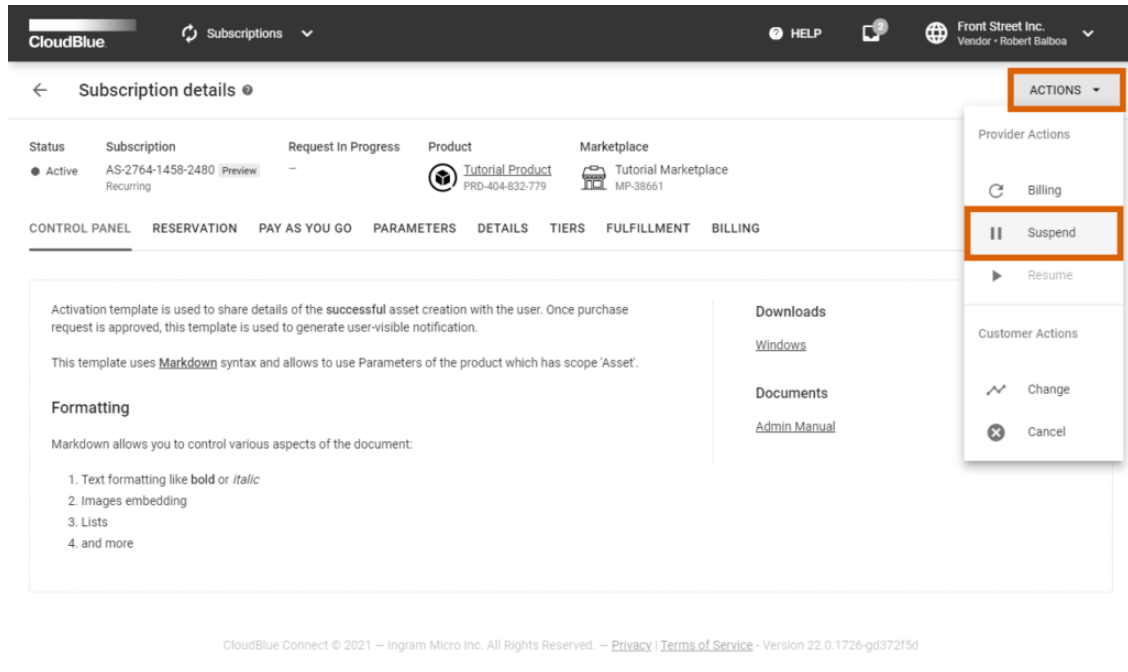 CloudBlue.
Subscriptions
HELP
2
Front Street Inc.
Vendor • Robert Balboa
Subscription details
ACTIONS
Provider Actions
Billing
Suspend
Resume
Customer Actions
Change
Cancel
Status
Active
Subscription
AS-2764-1458-2480 Preview
Recurring
Request In Progress
–
Product
Tutorial Product
PRD-404-832-779
Marketplace
Tutorial Marketplace
MP-38661
CONTROL PANEL RESERVATION PAY AS YOU GO PARAMETERS DETAILS TIERS FULFILLMENT BILLING
Activation template is used to share details of the successful asset creation with the user. Once purchase
request is approved, this template is used to generate user-visible notification.
This template uses Markdown syntax and allows to use Parameters of the product which has scope 'Asset'.
Formatting
Markdown allows you to control various aspects of the document:
1. Text formatting like bold or italic
2. Images embedding
3. Lists
4. and more
Downloads
Windows
Documents
Admin Manual
CloudBlue Connect © 2021 — Ingram Micro Inc. All Rights Reserved. — Privacy | Terms of Service - Version 22.0.1726-gd372f5d